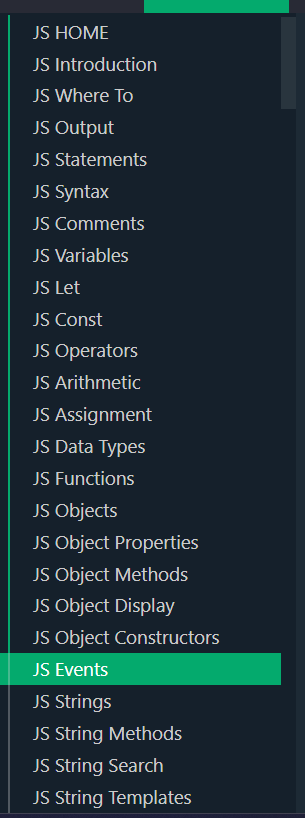 JS HOME
JS Introduction
JS Where To
JS Output
JS Statements
JS Syntax
JS Comments
JS Variables
JS Let
JS Const
JS Operators
JS Arithmetic
JS Assignment
JS Data Types
JS Functions
JS Objects
JS Object Properties
JS Object Methods
JS Object Display
JS Object Constructors
JS Events
JS Strings
JS String Methods
JS String Search
JS String Templates